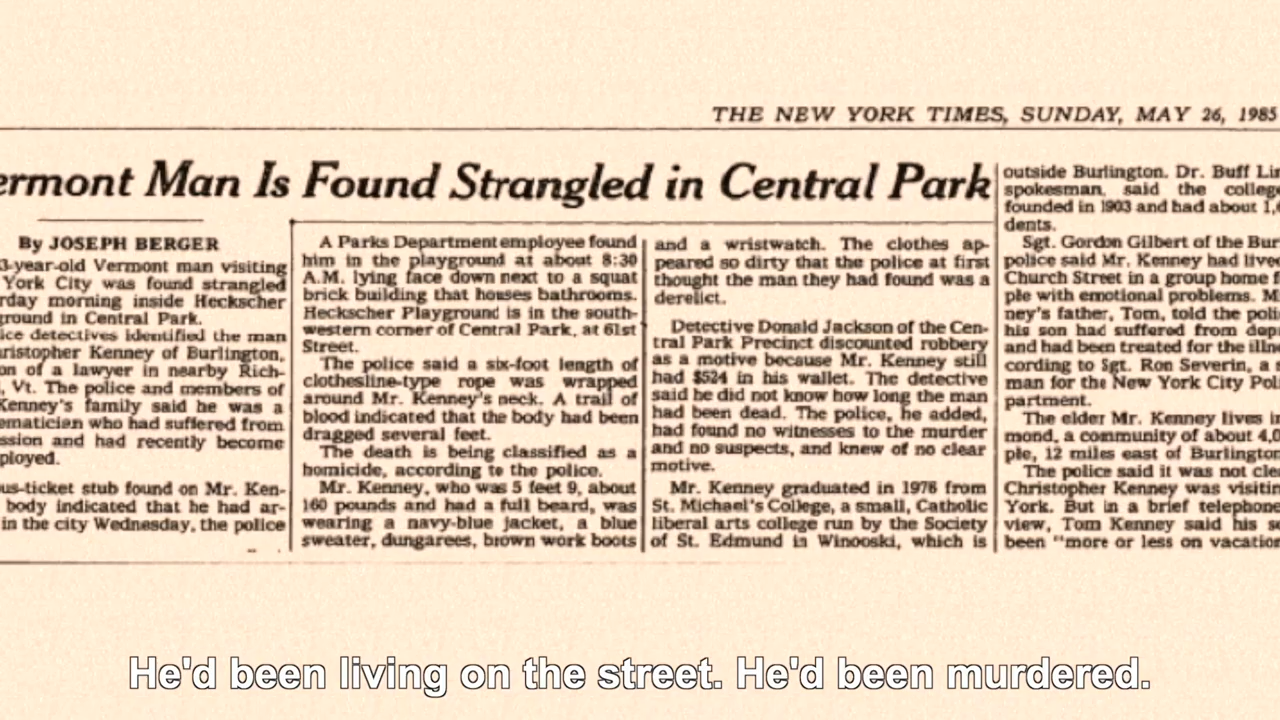 THE NEW YORK TIMES, SUNDAY, MAY 26, 1985
ermont Man Is Found Strangled in Central Park
By JOSEPH BERGER
3-year-old Vermont man visiting
York City was found strangled
rday morning inside Heckscher
ground in Central Park.
ice detectives identified the man
hristopher Kenney of Burlington,
on of a lawyer in nearby Rich-
, Vt. The police and members of
Kenney's family said he was a
ematician who had suffered from
ssion and had recently become
ployed.
us-ticket stub found on Mr. Ken-
body indicated that he had ar-
in the city Wednesday, the police
A Parks Department employee found
him in the playground at about 8:30
A.M. lying face down next to a squat
brick building that houses bathrooms.
Heckscher Playground is in the south-
western corner of Central Park, at 61st
Street.
The police said a six-foot length of
clothesline-type rope was wrapped
around Mr. Kenney's neck. A trail of
blood indicated that the body had been
dragged several feet.
The death is being classified as a
homicide, according to the police.
Mr. Kenney, who was 5 feet 9, about
160 pounds and had a full beard, was
wearing a navy-blue jacket, a blue
sweater, dungarees, brown work boots
and a wristwatch. The clothes ap-
peared so dirty that the police at first
thought the man they had found was a
derelict.
Detective Donald Jackson of the Cen-
tral Park Precinct discounted robbery
as a motive because Mr. Kenney still
had $524 in his wallet. The detective
said he did not know how long the man
had been dead. The police, he added,
had found no witnesses to the murder
and no suspects, and knew of no clear
motive.
Mr. Kenney graduated in 1976 from
St. Michael's College, a small, Catholic
liberal arts college run by the Society
of St. Edmund in Winooski, which is
outside Burlington. Dr. Buff Lin
spokesman, said the college
founded in 1903 and had about 1,
dents.
Sgt. Gordon Gilbert of the Bur
police said Mr. Kenney had live
Church Street in a group home f
ple with emotional problems. M
ney's father, Tom, told the poli
his son had suffered from dep
and had been treated for the illn
cording to Sgt. Ron Severin, a s
man for the New York City Pol
partment.
The elder Mr. Kenney lives i
mond, a community of about 4,0
ple, 12 miles east of Burlington
The police said it was not cle
Christopher Kenney was visitin
York. But in a brief telephone
view, Tom Kenney said his s
been "more or less on vacation
He'd been living on the street. He'd been murdered.